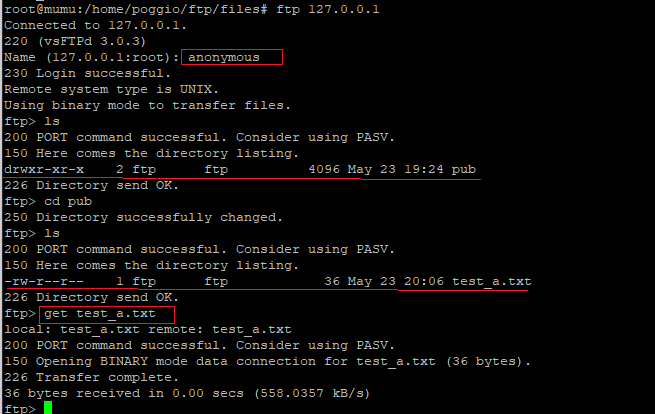 root@mumu:/home/poggio/ftp/files# ftp 127.0.0.1
Connected to 127.0.0.1.
220 (vsFTPd 3.0.3)
Name (127.0.0.1:root): anonymous
230 Login successful.
Remote system type is UNIX.
Using binary mode to transfer files.
ftp> ls
200 PORT command successful. Consider using PASV.
150 Here comes the directory listing.
drwxr-xr-x    2 ftp      ftp          4096 May 23 19:24 pub
226 Directory send OK.
ftp> cd pub
250 Directory successfully changed.
ftp> ls
200 PORT command successful. Consider using PASV.
150 Here comes the directory listing.
-rw-r--r--    1 ftp      ftp            36 May 23 20:06 test_a.txt
226 Directory send OK.
ftp> get test_a.txt
local: test_a.txt remote: test_a.txt
200 PORT command successful. Consider using PASV.
150 Opening BINARY mode data connection for test_a.txt (36 bytes).
226 Transfer complete.
36 bytes received in 0.00 secs (558.0357 kB/s)
ftp>